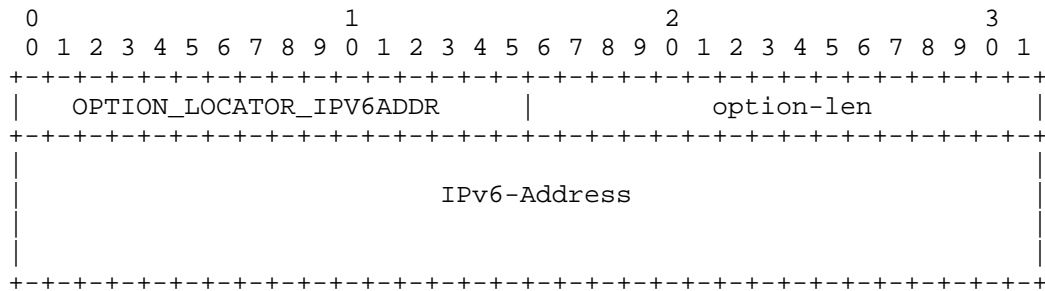 0                   1                   2                   3
 0 1 2 3 4 5 6 7 8 9 0 1 2 3 4 5 6 7 8 9 0 1 2 3 4 5 6 7 8 9 0 1
+-+-+-+-+-+-+-+-+-+-+-+-+-+-+-+-+-+-+-+-+-+-+-+-+-+-+-+-+-+-+-+-+
|   OPTION_LOCATOR_IPV6ADDR     |           option-len          |
+-+-+-+-+-+-+-+-+-+-+-+-+-+-+-+-+-+-+-+-+-+-+-+-+-+-+-+-+-+-+-+-+
|                                                               |
|                          IPv6-Address                         |
|                                                               |
|                                                               |
+-+-+-+-+-+-+-+-+-+-+-+-+-+-+-+-+-+-+-+-+-+-+-+-+-+-+-+-+-+-+-+-+